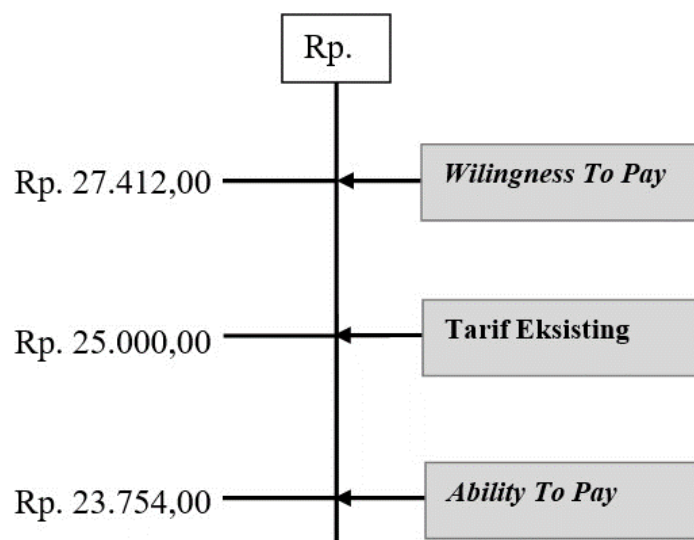 Rp.
Rp. 27.412,00
Wilingness To Pay
Rp. 25.000,00
Tarif Eksisting
Rp. 23.754,00
Ability To Pay